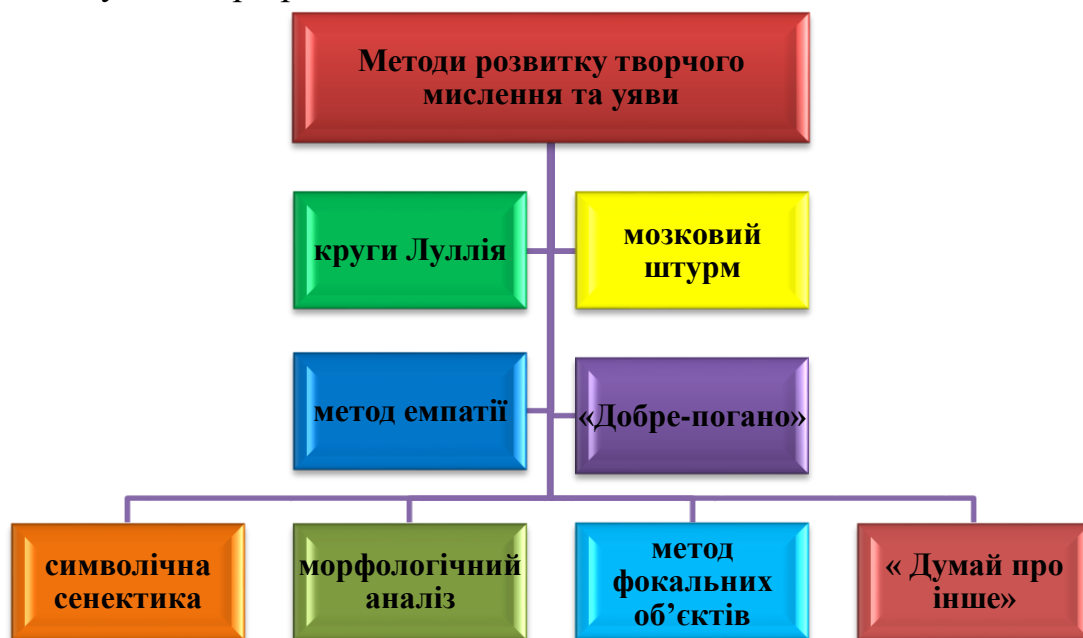 Методи розвитку творчого
мислення та уяви
круги Луллія
мозковий
штурм
метод емпатії
«Добре-погано»
символічна
сенектика
морфологічний
аналіз
метод
фокальних
об’єктів
« Думай про
інше»